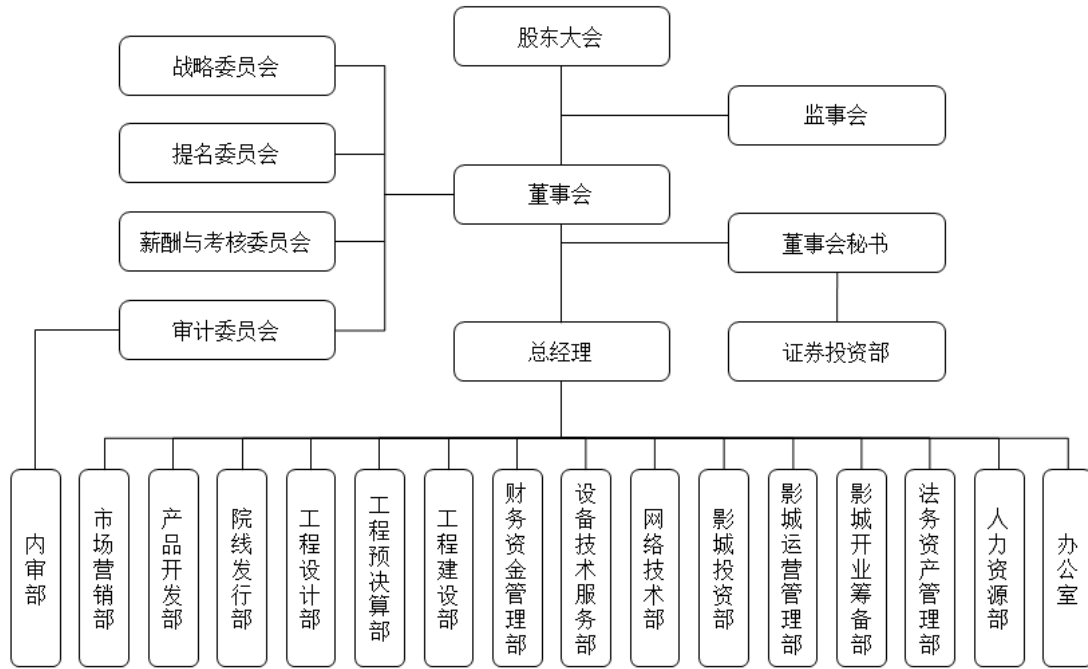 股东大会
战略委员会
监事会
提名委员会
董事会
薪酬与考核委员会
董事会秘书
审计委员会
总经理
证券投资部
内审部
市场营销部
产品开发部
院线发行部
工程设计部
工程预决算部
工程建设部
财务资金管理部
设备技术服务部
网络技术部
影城投资部
影城运营管理部
影城开业筹备部
法务资产管理部
人力资源部
办公室